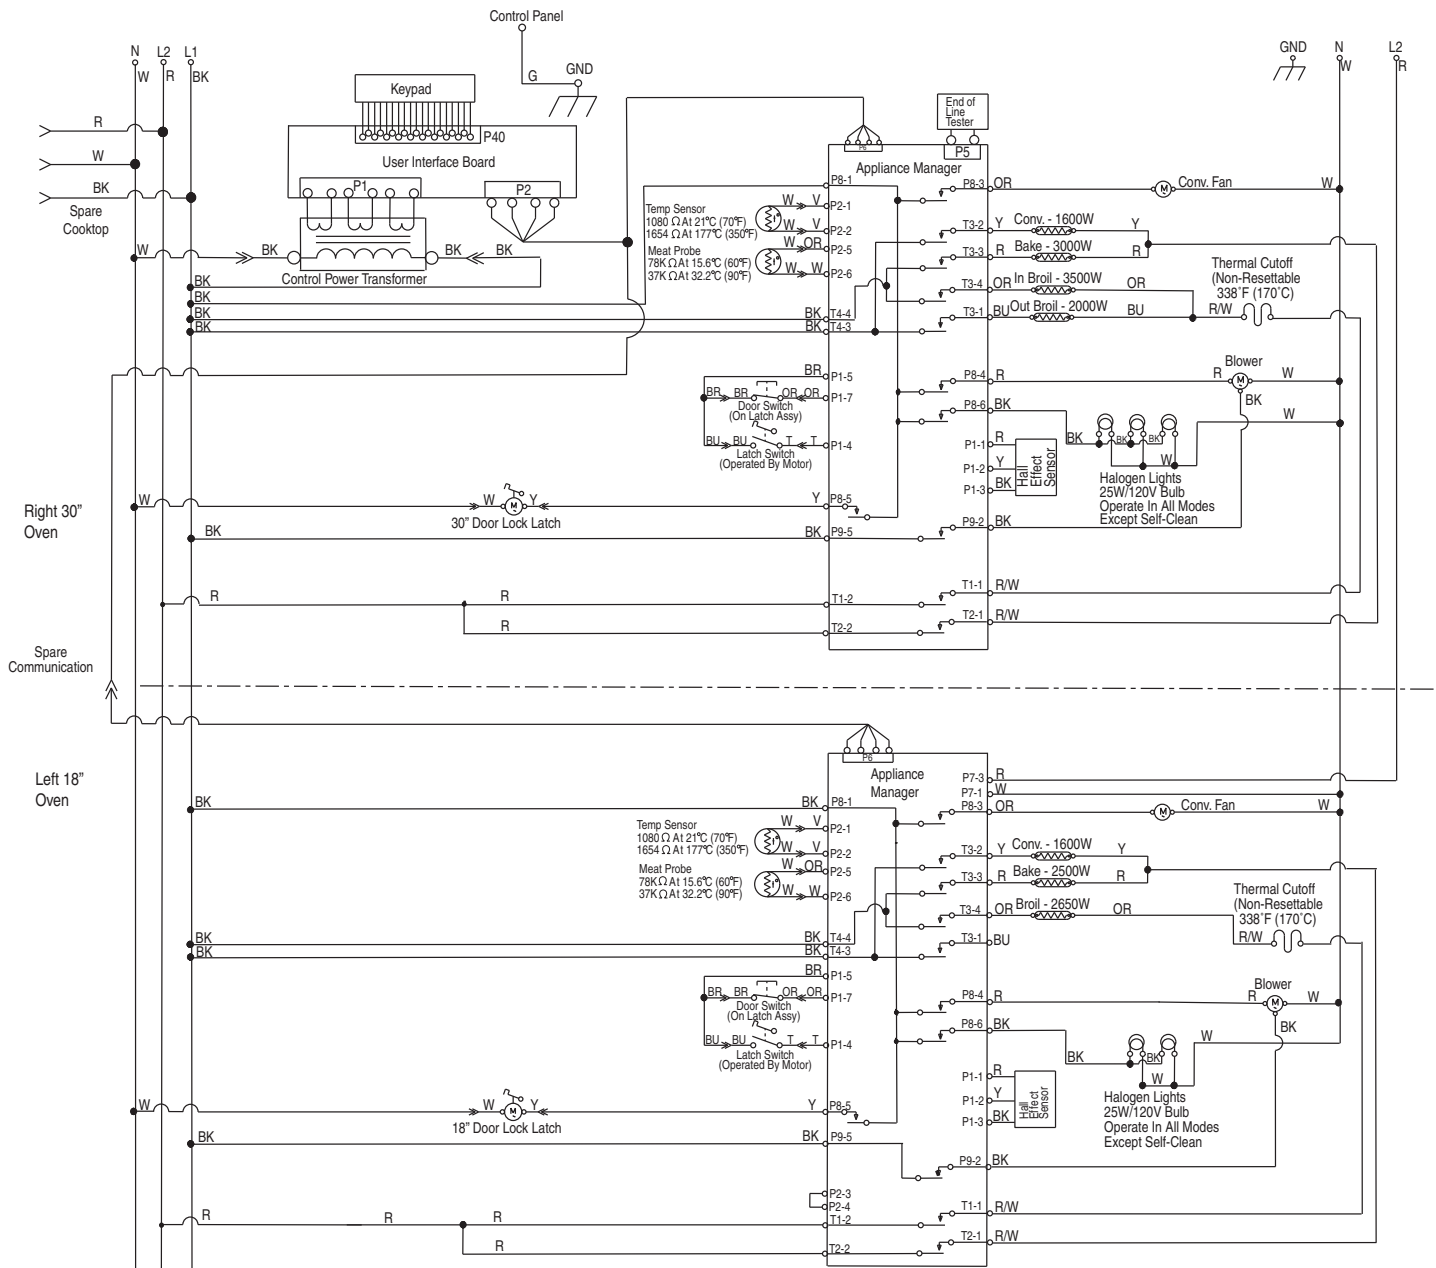 Control Panel
N L2 L1
W R BK
G GND
GND N L2
W R
Keypad
P40
User Interface Board
P1
P2
R
W
BK
Spare
Cooktop
W BK BK BK
Control Power Transformer
BK
BK
BK
BK
End of
Line
Tester
P6
P5
Appliance Manager
P8-1
Temp Sensor
1080 Ω At 21°C (70°F)
1654 Ω At 177°C (350°F)
Meat Probe
78K Ω At 15.6°C (60°F)
37K Ω At 32.2°C (90°F)
W V P2-1
W V P2-2
W OR P2-5
W W P2-6
BK T4-4
BK T4-3
P8-3 OR Conv. Fan W
T3-2 Y Conv. - 1600W Y
T3-3 R Bake - 3000W R
T3-4 OR In Broil - 3500W OR
T3-1 BU Out Broil - 2000W BU R/W
Thermal Cutoff
(Non-Resettable
338˚F (170˚C)
BR P1-5
BR BR OR OR P1-7
Door Switch
(On Latch Assy)
BU BU T T P1-4
Latch Switch
(Operated By Motor)
Blower
P8-4 R R M W
BK
P8-6 BK W
BK BK BK
W
P1-1 R
P1-2 Y
P1-3 BK
Hall
Effect
Sensor
Halogen Lights
25W/120V Bulb
Operate In All Modes
Except Self-Clean
Right 30”
Oven
W W M Y Y P8-5
30” Door Lock Latch
BK BK P9-5
P9-2 BK
R R T1-2
R T2-2
T1-1 R/W
T2-1 R/W
Spare
Communication
Left 18”
Oven
P6
Appliance
Manager
P7-3 R
P7-1 W
P8-3 OR M Conv. Fan W
BK BK P8-1
Temp Sensor
1080 Ω At 21°C (70°F)
1654 Ω At 177°C (350°F)
Meat Probe
78K Ω At 15.6°C (60°F)
37K Ω At 32.2°C (90°F)
W V P2-1
W V P2-2
W OR P2-5
W W P2-6
T3-2 Y Conv. - 1600W Y
T3-3 R Bake - 2500W R
T3-4 OR Broil - 2650W OR R/W
T3-1 BU
Thermal Cutoff
(Non-Resettable
338˚F (170˚C)
BK BK T4-4
BK BK T4-3
BR P1-5
BR BR OR OR P1-7
Door Switch
(On Latch Assy)
BU BU T T P1-4
Latch Switch
(Operated By Motor)
Blower
P8-4 R R M W
BK
P8-6 BK W
BK BK
W
P1-1 R
P1-2 Y
P1-3 BK
Hall
Effect
Sensor
Halogen Lights
25W/120V Bulb
Operate In All Modes
Except Self-Clean
W W M Y Y P8-5
18” Door Lock Latch
BK BK P9-5
P9-2 BK
P2-3
P2-4
R R R T1-2
R T2-2
T1-1 R/W
T2-1 R/W